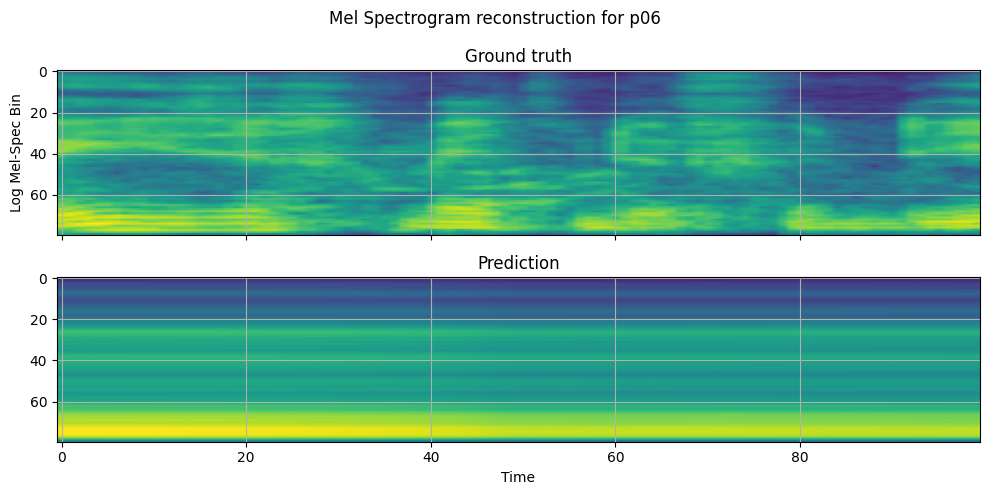 Mel Spectrogram reconstruction for p06
Ground truth
Log Mel-Spec Bin
0
20
40
60
Prediction
0
20
40
60
0 20 40 60 80
Time